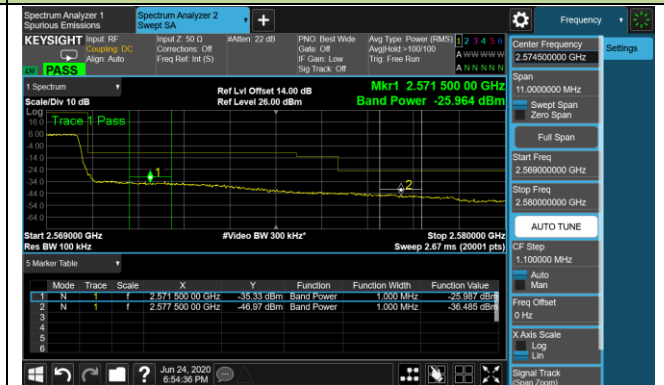 Spectrum Analyzer 1
Spurious Emissions
Spectrum Analyzer 2
Swept SA
Frequency
KEYSIGHT
Input: RF
Coupling: DC
Align: Auto
Input Z: 50 Ω
Corrections: Off
Freq Ref: Int (S)
#Atten: 22 dB
PNO: Best Wide
Gate: Off
IF Gain: Low
Sig Track: Off
Avg Type: Power (RMS)
Avg|Hold:>100/100
Trig: Free Run
1 2 3 4 5 6
A W W W W W
A N N N N N
LW
PASS
1 Spectrum
Scale/Div 10 dB
Ref Lvl Offset 14.00 dB
Ref Level 26.00 dBm
Mkr1 2.571 500 00 GHz
Band Power -25.964 dBm
Log
Trace 1 Pass
16.0
6.00
-4.00
-14.0
-24.0
-34.0
-44.0
-54.0
-64.0
1
2
Start 2.569000 GHz
Res BW 100 kHz
#Video BW 300 kHz*
Stop 2.580000 GHz
Sweep 2.67 ms (20001 pts)
5 Marker Table
Mode Trace Scale X Y Function Function Width Function Value
1 N 1 f 2.571 500 00 GHz -35.33 dBm Band Power 1.000 MHz -25.987 dBm
2 N 1 f 2.577 500 00 GHz -46.97 dBm Band Power 1.000 MHz -36.485 dBm
3
4
5
6
Jun 24, 2020
6:54:36 PM
Center Frequency
2.574500000 GHz
Settings
Span
11.0000000 MHz
Swept Span
Zero Span
Full Span
Start Freq
2.569000000 GHz
Stop Freq
2.580000000 GHz
AUTO TUNE
CF Step
1.100000 MHz
Auto
Man
Freq Offset
0 Hz
X Axis Scale
Log
Lin
Signal Track
(Span Zoom)